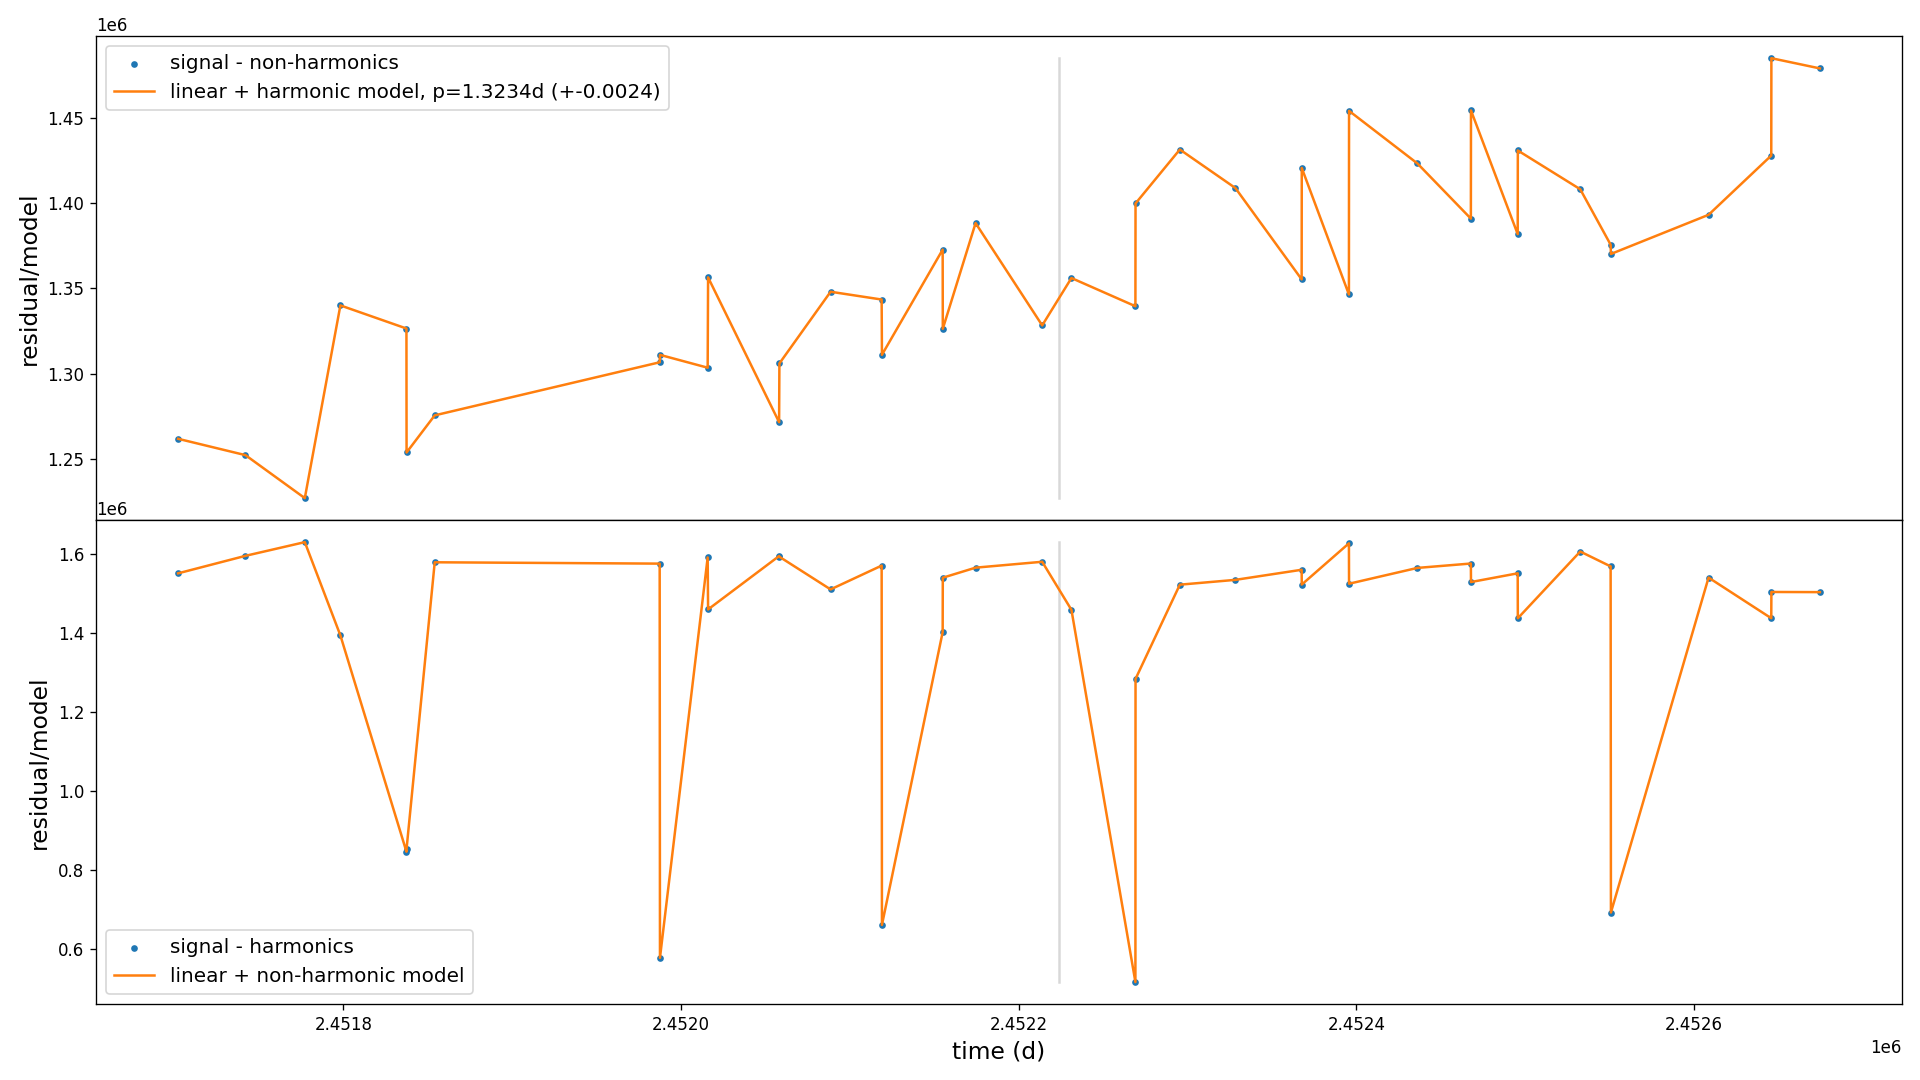 1e6
signal - non-harmonics
linear + harmonic model, p=1.3234d (+-0.0024)
1.45
1.40
1.35
1.30
1.25
residual/model
1e6
1.6
1.4
1.2
1.0
0.8
0.6
residual/model
signal - harmonics
linear + non-harmonic model
2.4518
2.4520
2.4522
2.4524
2.4526
time (d)
1e6